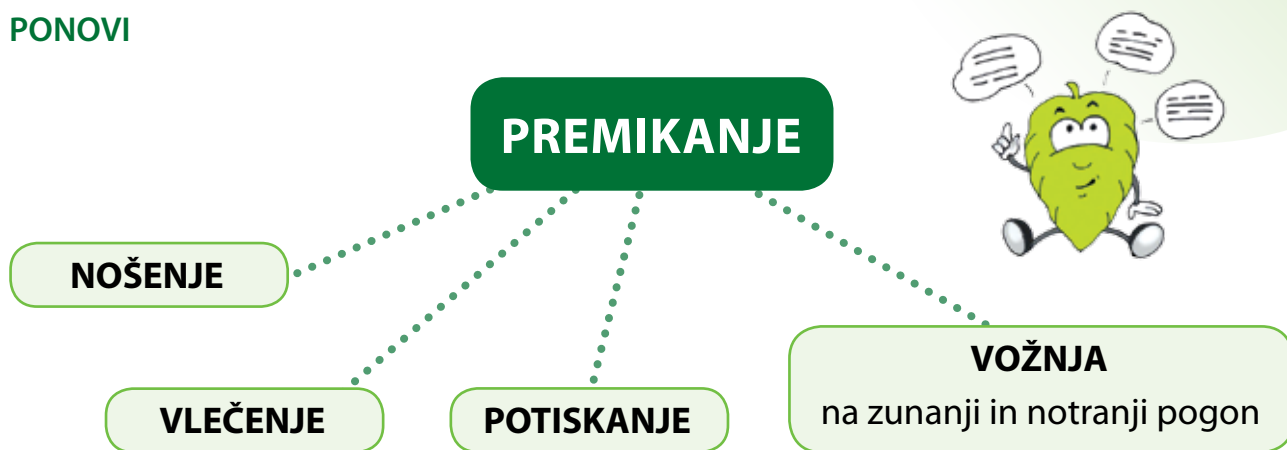 PONOVI
PREMIKANJE
NOŠENJE
VLEČENJE
POTISKANJE
VOŽNJA
na zunanji in notranji pogon